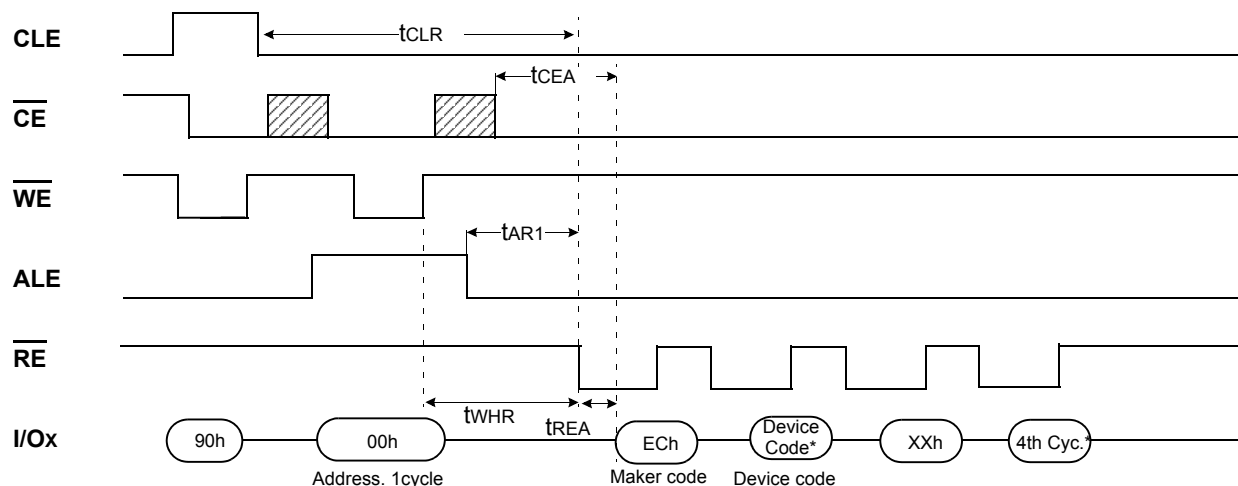 CLE
tCLR
tCEA
CE
WE
tAR1
ALE
RE
tWHR
tREA
I/Ox
90h
00h
ECh
Device
Code*
XXh
4th Cyc.*
Address. 1cycle
Maker code
Device code